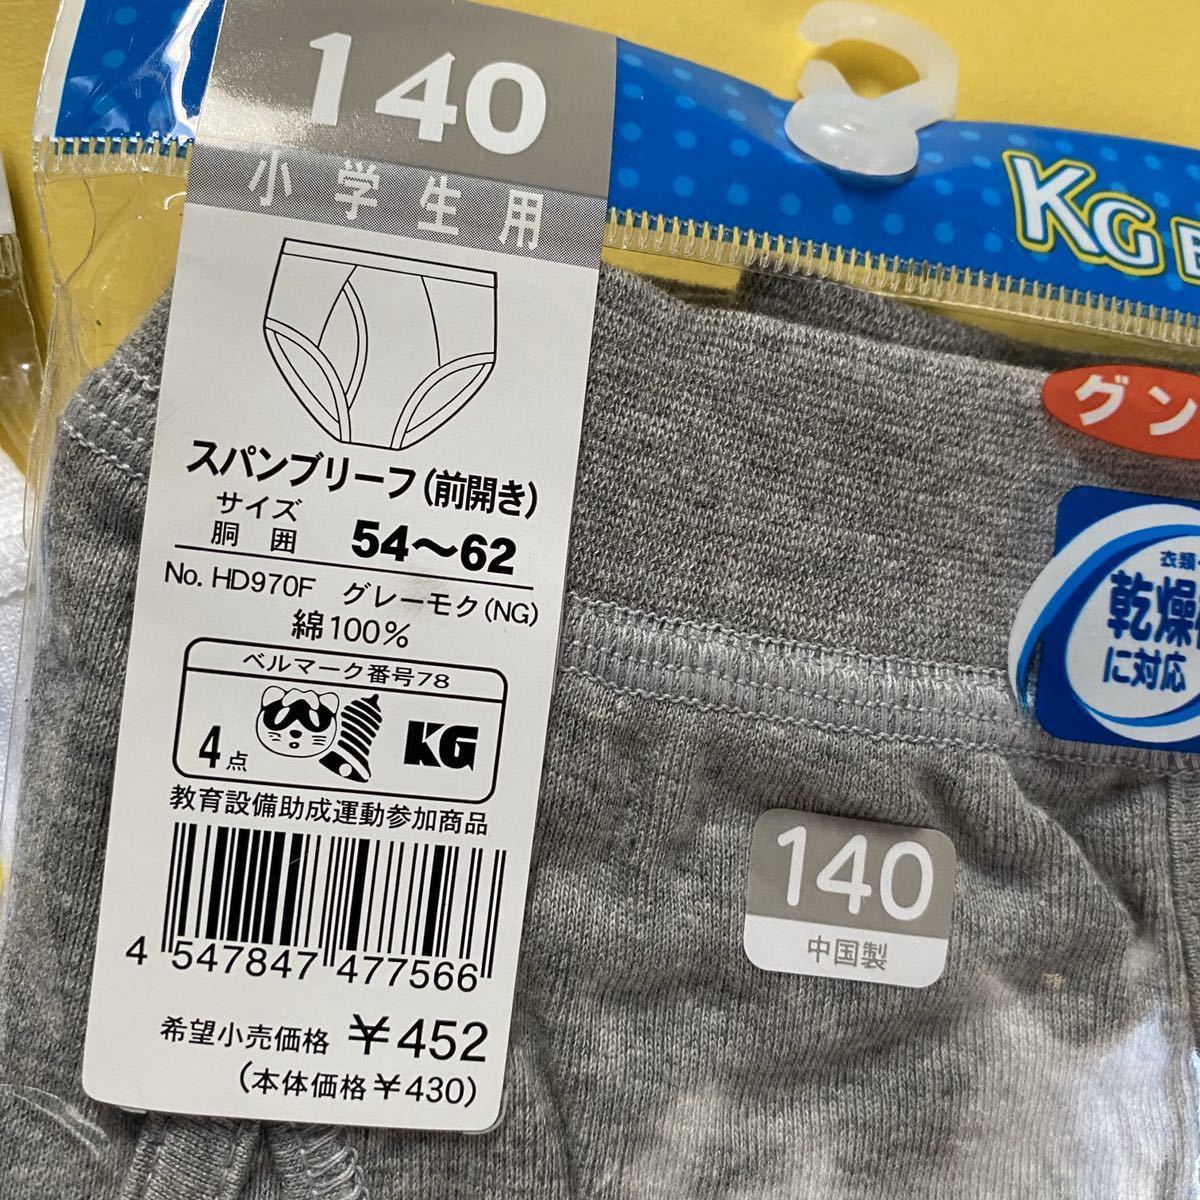 140
小学生用
スパンブリーフ(前開き)
サイズ
胴囲 54〜62
No. HD970F グレーモク(NG)
綿100%
ベルマーク番号78
4点 KG
教育設備助成運動参加商品
4 547847 477566
希望小売価格 ¥452
(本体価格¥430)
KG
グン
衣類
乾燥
に対応
140
中国製